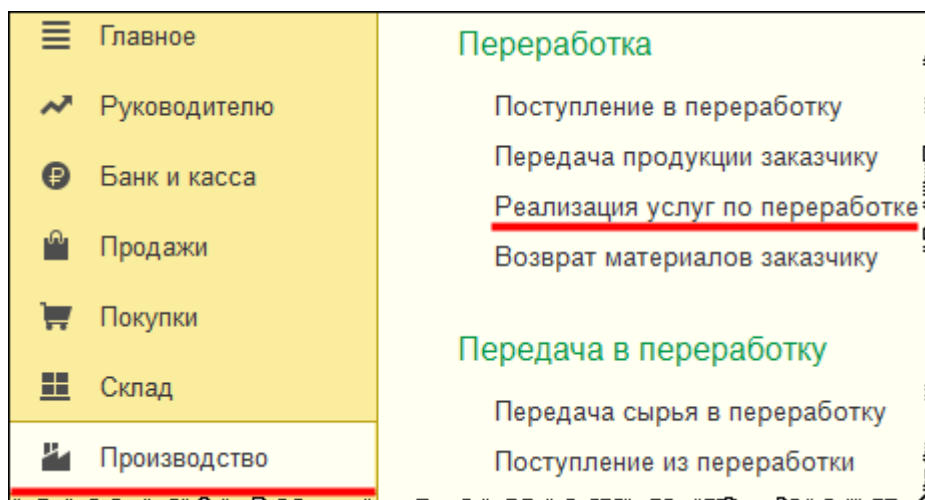 Главное
Руководителю
Банк и касса
Продажи
Покупки
Склад
Производство
Переработка
Поступление в переработку
Передача продукции заказчику
Реализация услуг по переработке
Возврат материалов заказчику
Передача в переработку
Передача сырья в переработку
Поступление из переработки